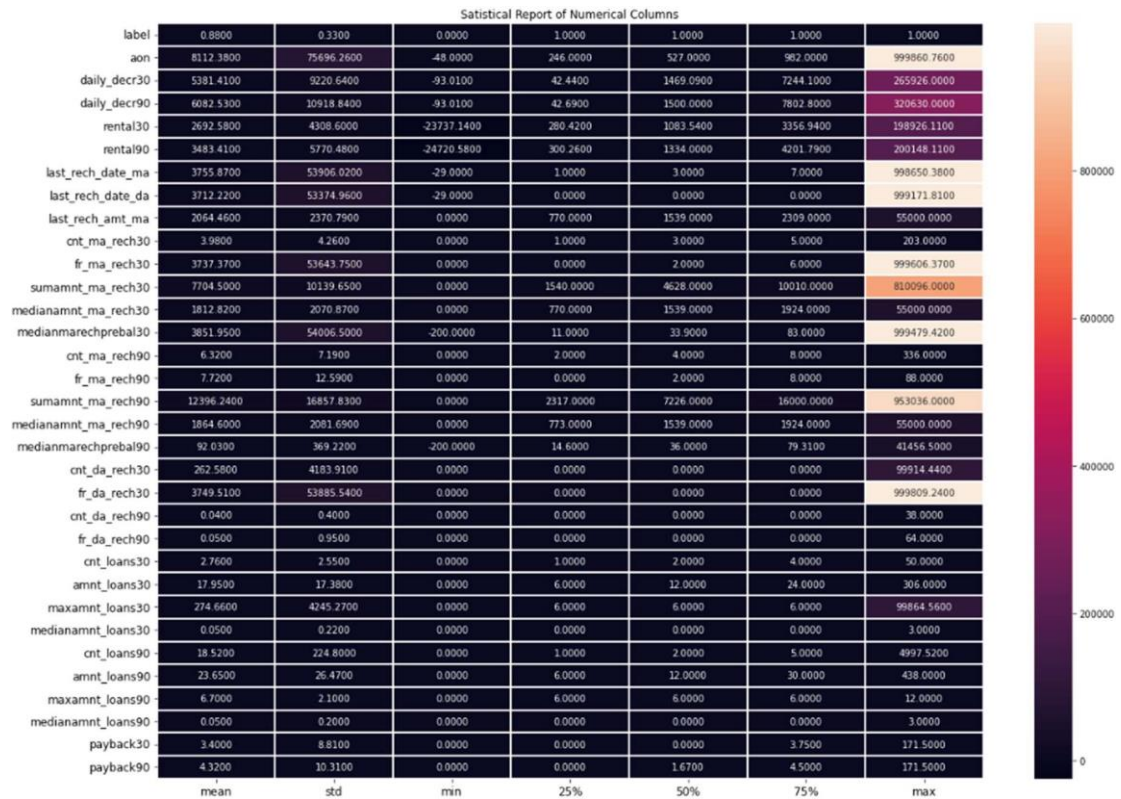 Satistical Report of Numerical Columns
label 0.8800 0.3300 0.0000 1.0000 1.0000 1.0000 1.0000
aon 8112.3800 75696.2600 -48.0000 246.0000 527.0000 982.0000 999860.7600
daily_decr30 5381.4100 9220.6400 -93.0100 42.4400 1469.0900 7244.1000 265926.0000
daily_decr90 6082.5300 10918.8400 -93.0100 42.6900 1500.0000 7802.8000 320630.0000
rental30 2692.5800 4308.6000 -23737.1400 280.4200 1083.5400 3356.9400 198926.1100
rental90 3483.4100 5770.4800 -24720.5800 300.2600 1334.0000 4201.7900 200148.1100
last_rech_date_ma 3755.8700 53906.0200 -29.0000 1.0000 3.0000 7.0000 998650.3800
last_rech_date_da 3712.2200 53374.9600 -29.0000 0.0000 0.0000 0.0000 999171.8100
last_rech_amt_ma 2064.4600 2370.7900 0.0000 770.0000 1539.0000 2309.0000 55000.0000
cnt_ma_rech30 3.9800 4.2600 0.0000 1.0000 3.0000 5.0000 203.0000
fr_ma_rech30 3737.3700 53643.7500 0.0000 0.0000 2.0000 6.0000 999606.3700
sumamnt_ma_rech30 7704.5000 10139.6500 0.0000 1540.0000 4628.0000 10010.0000 810096.0000
medianamnt_ma_rech30 1812.8200 2070.8700 0.0000 770.0000 1539.0000 1924.0000 55000.0000
medianmarechprebal30 3851.9500 54006.5000 -200.0000 11.0000 33.9000 83.0000 999479.4200
cnt_ma_rech90 6.3200 7.1900 0.0000 2.0000 4.0000 8.0000 336.0000
fr_ma_rech90 7.7200 12.5900 0.0000 0.0000 2.0000 8.0000 88.0000
sumamnt_ma_rech90 12396.2400 16857.8300 0.0000 2317.0000 7226.0000 16000.0000 953036.0000
medianamnt_ma_rech90 1864.6000 2081.6900 0.0000 773.0000 1539.0000 1924.0000 55000.0000
medianmarechprebal90 92.0300 369.2200 -200.0000 14.6000 36.0000 79.3100 41456.5000
cnt_da_rech30 262.5800 4183.9100 0.0000 0.0000 0.0000 0.0000 99914.4400
fr_da_rech30 3749.5100 53885.5400 0.0000 0.0000 0.0000 0.0000 999809.2400
cnt_da_rech90 0.0400 0.4000 0.0000 0.0000 0.0000 0.0000 38.0000
fr_da_rech90 0.0500 0.9500 0.0000 0.0000 0.0000 0.0000 64.0000
cnt_loans30 2.7600 2.5500 0.0000 1.0000 2.0000 4.0000 50.0000
amnt_loans30 17.9500 17.3800 0.0000 6.0000 12.0000 24.0000 306.0000
maxamnt_loans30 274.6600 4245.2700 0.0000 6.0000 6.0000 6.0000 99864.5600
medianamnt_loans30 0.0500 0.2200 0.0000 0.0000 0.0000 0.0000 3.0000
cnt_loans90 18.5200 224.8000 0.0000 1.0000 2.0000 5.0000 4997.5200
amnt_loans90 23.6500 26.4700 0.0000 6.0000 12.0000 30.0000 438.0000
maxamnt_loans90 6.7000 2.1000 0.0000 6.0000 6.0000 6.0000 12.0000
medianamnt_loans90 0.0500 0.2000 0.0000 0.0000 0.0000 0.0000 3.0000
payback30 3.4000 8.8100 0.0000 0.0000 0.0000 3.7500 171.5000
payback90 4.3200 10.3100 0.0000 0.0000 1.6700 4.5000 171.5000
mean std min 25% 50% 75% max
800000
600000
400000
200000
0